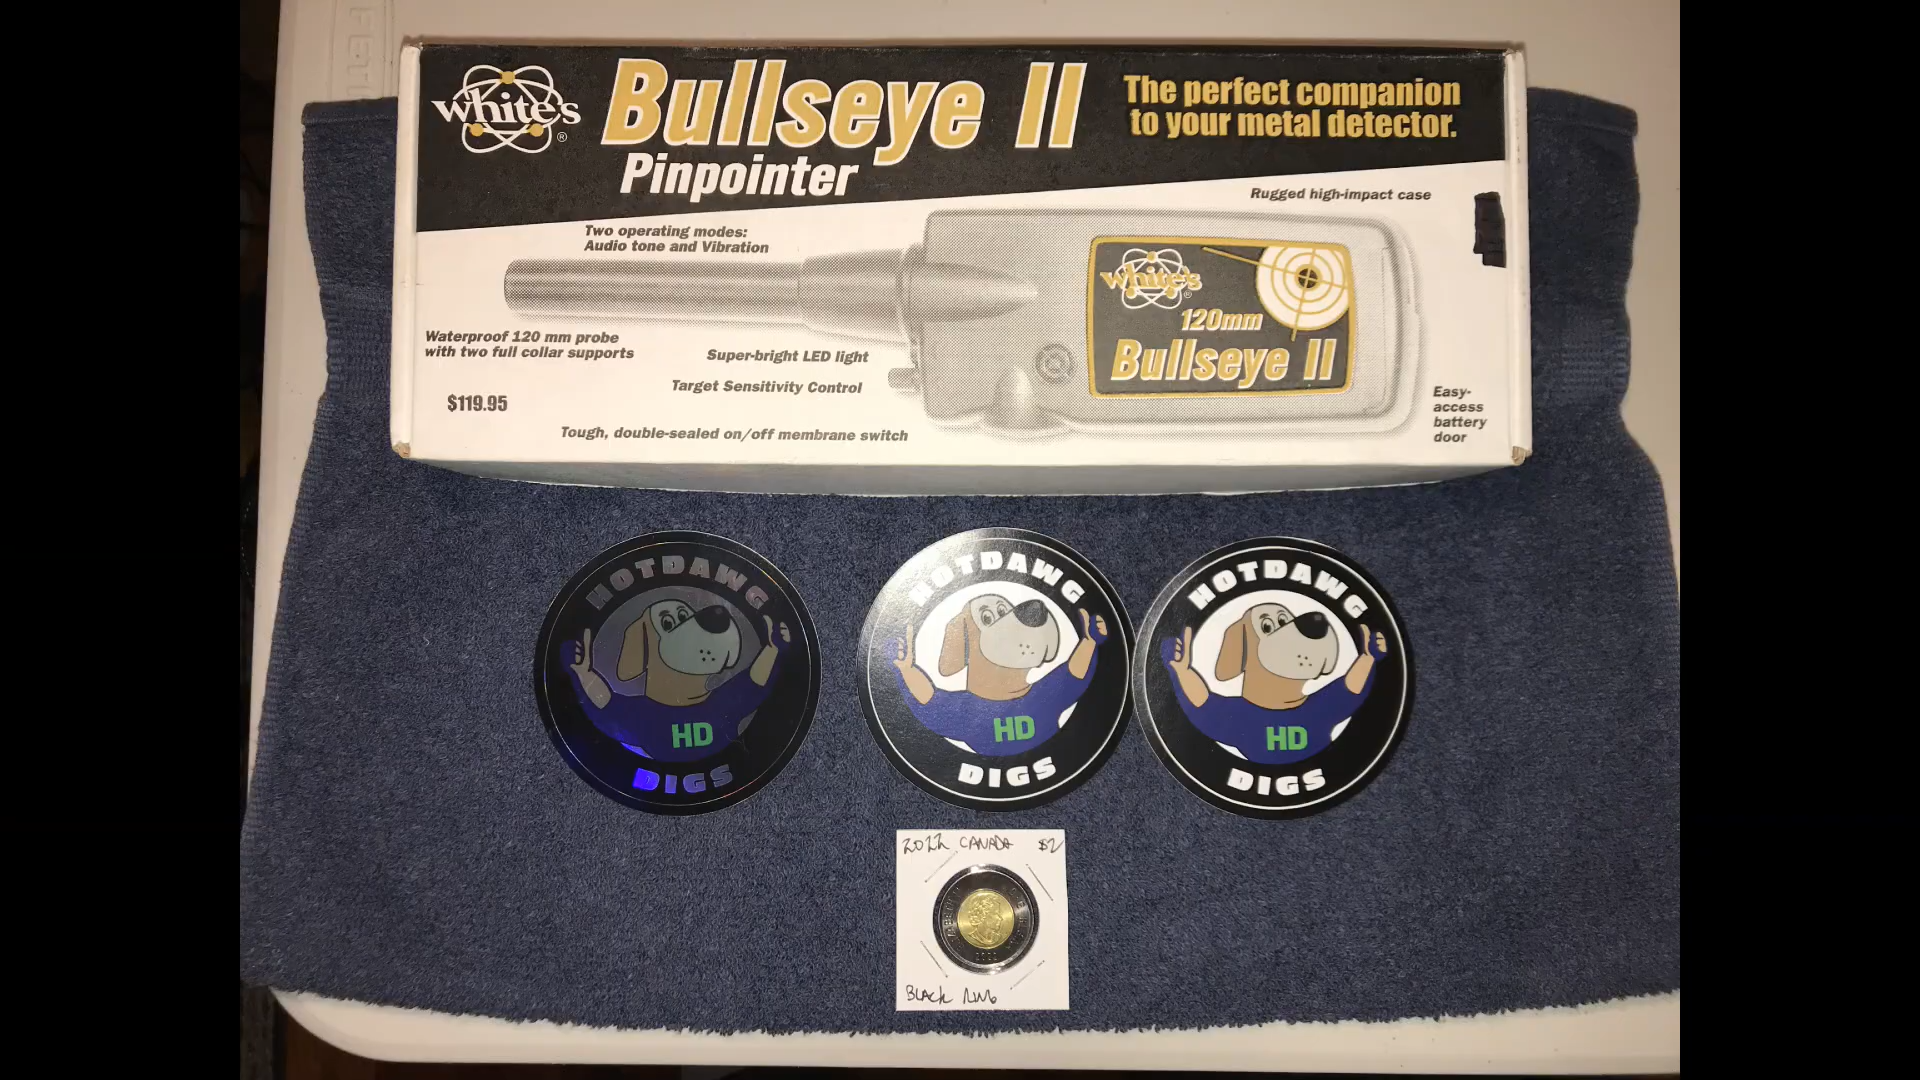 white's®
Bullseye II
Pinpointer
The perfect companion
to your metal detector.
Rugged high-impact case
Two operating modes:
Audio tone and Vibration
white's®
120mm
Bullseye II
Waterproof 120 mm probe
with two full collar supports
Super-bright LED light
Target Sensitivity Control
$119.95
Tough, double-sealed on/off membrane switch
Easy-
access
battery
door
HOTDAWG
HD
DIGS
HOTDAWG
HD
DIGS
HOTDAWG
HD
DIGS
2022 CANADA $2
2022
BLACK RING